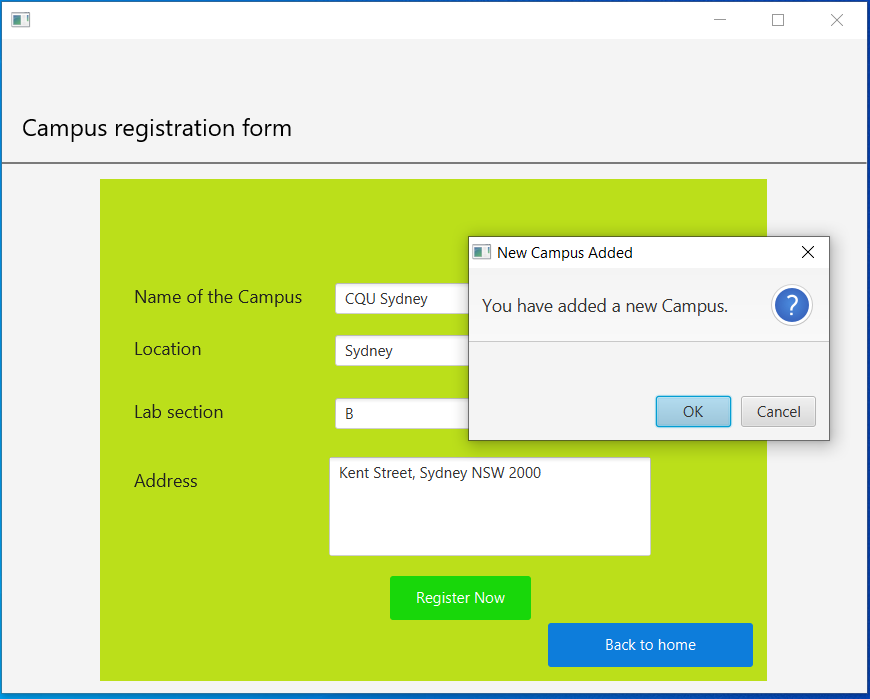 Campus registration form
New Campus Added
You have added a new Campus.
?
OK
Cancel
Name of the Campus
CQU Sydney
Location
Sydney
Lab section
B
Address
Kent Street, Sydney NSW 2000
Register Now
Back to home